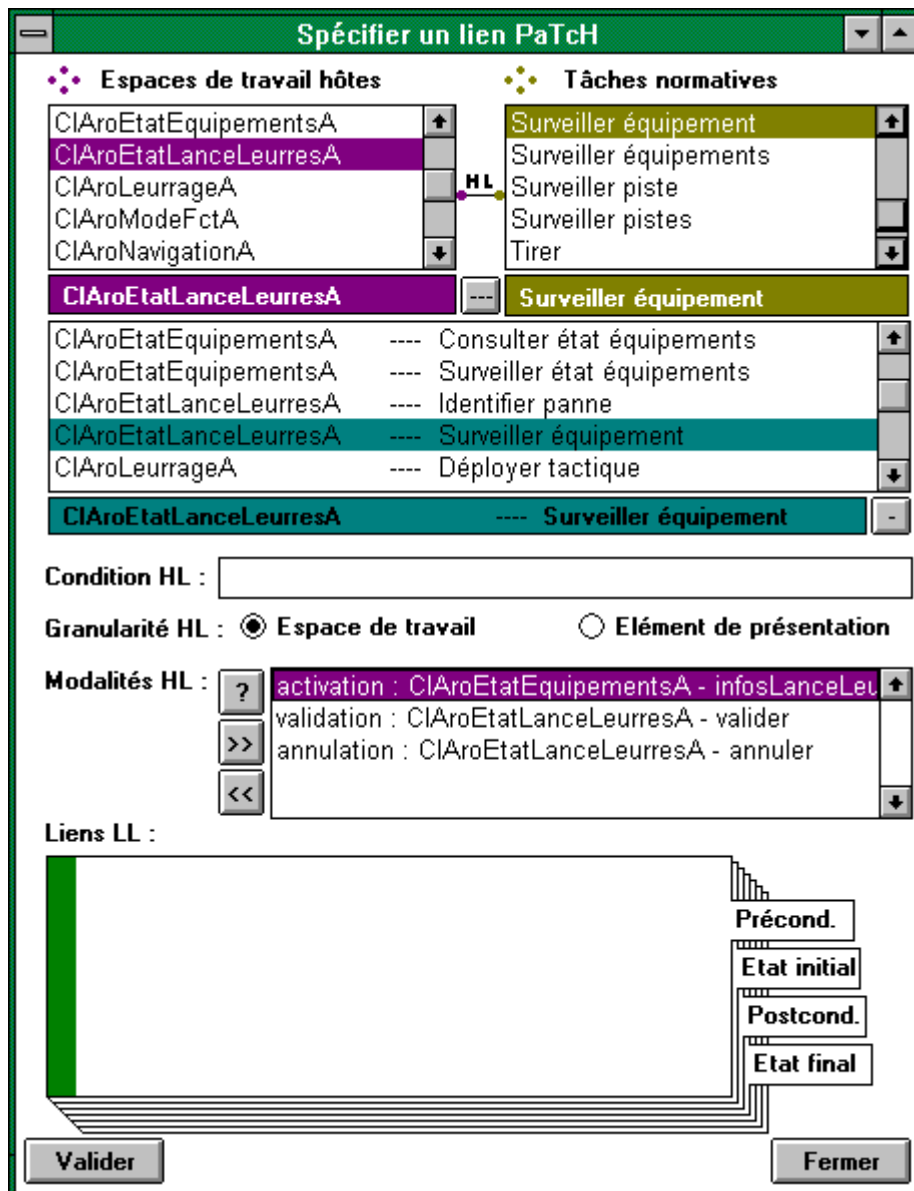 Spécifier un lien PaTcH
Espaces de travail hôtes
Tâches normatives
ClAroEtatEquipementsA
ClAroEtatLanceLeurresA
ClAroLeurrageA
ClAroModeFctA
ClAroNavigationA
HL
Surveiller équipement
Surveiller équipements
Surveiller piste
Surveiller pistes
Tirer
ClAroEtatLanceLeurresA --- Surveiller équipement
ClAroEtatEquipementsA ---- Consulter état équipements
ClAroEtatEquipementsA ---- Surveiller état équipements
ClAroEtatLanceLeurresA ---- Identifier panne
ClAroEtatLanceLeurresA ---- Surveiller équipement
ClAroLeurrageA ---- Déployer tactique
ClAroEtatLanceLeurresA ---- Surveiller équipement -
Condition HL :
Granularité HL : Espace de travail Elément de présentation
Modalités HL :
?
>>
<<
activation : ClAroEtatEquipementsA - infosLanceLeu
validation : ClAroEtatLanceLeurresA - valider
annulation : ClAroEtatLanceLeurresA - annuler
Liens LL :
Précond.
Etat initial
Postcond.
Etat final
Valider
Fermer